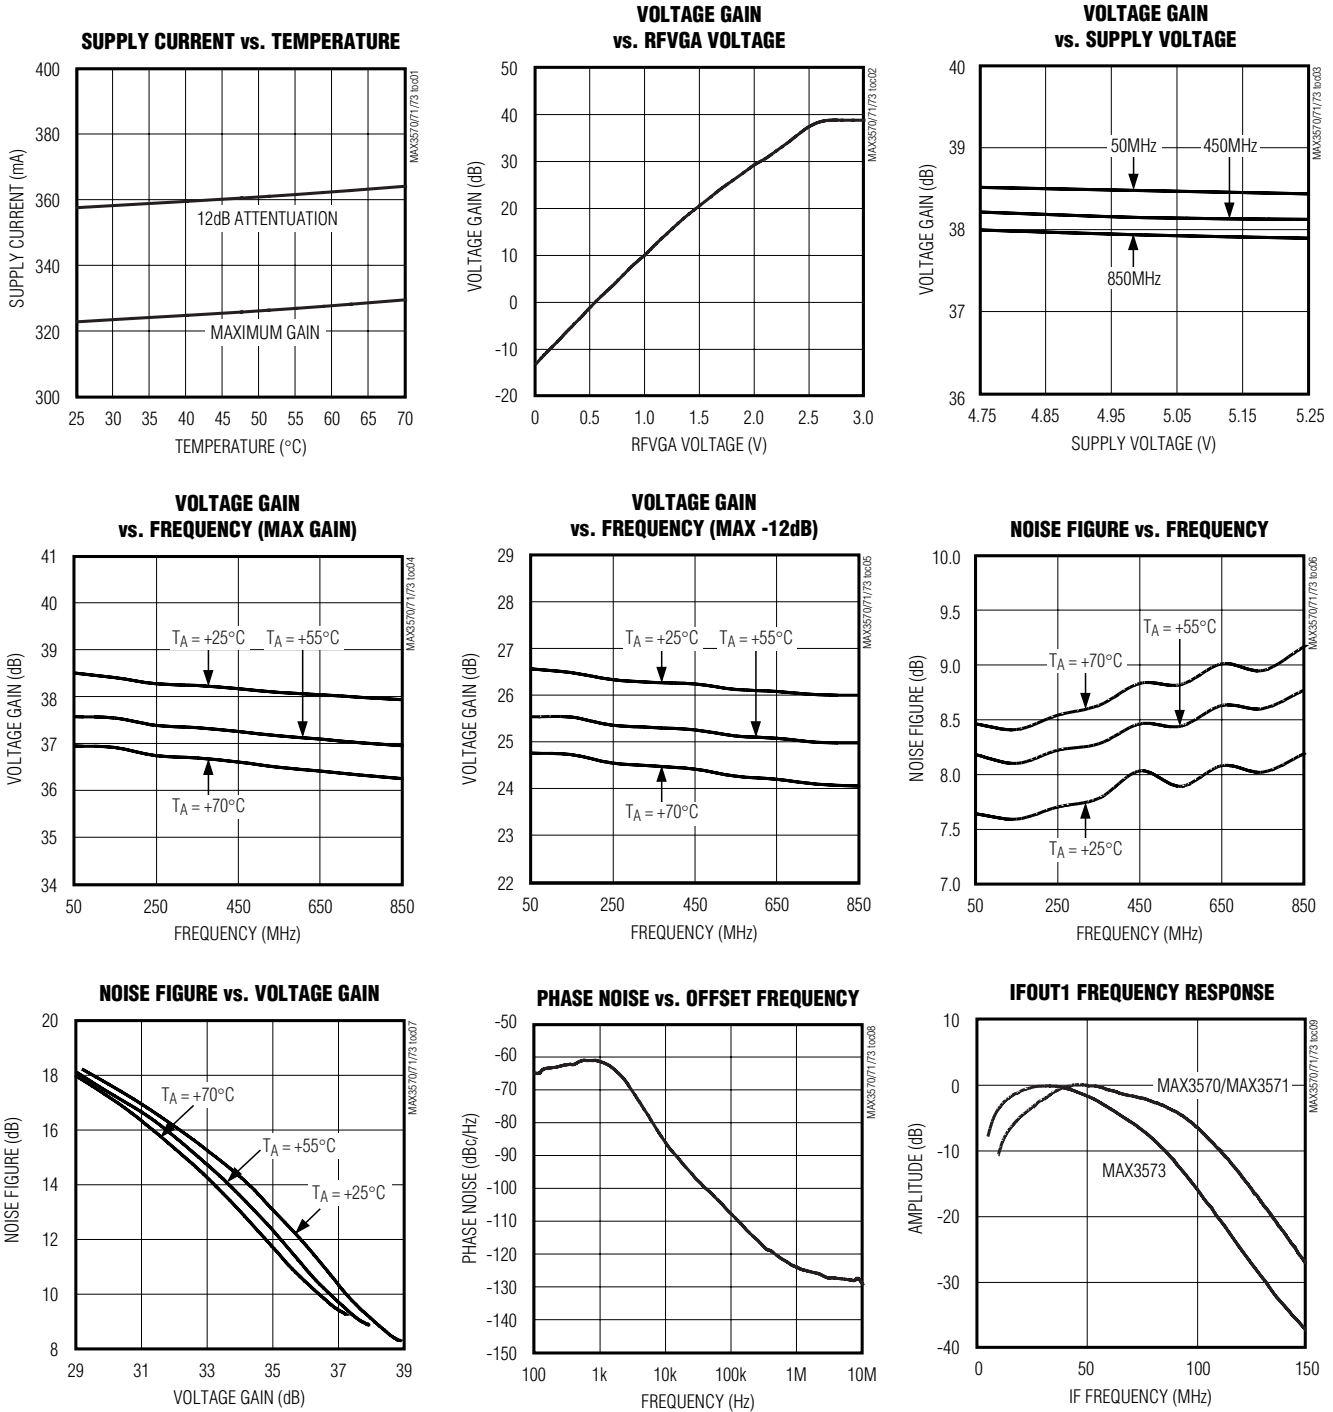 SUPPLY CURRENT vs. TEMPERATURE
400
380
360
340
320
300
SUPPLY CURRENT (mA)
12dB ATTENTUATION
MAXIMUM GAIN
25 30 35 40 45 50 55 60 65 70
TEMPERATURE (°C)
MAX3570/71/73 toc01
VOLTAGE GAIN
vs. RFVGA VOLTAGE
50
40
30
20
10
0
-10
-20
VOLTAGE GAIN (dB)
0 0.5 1.0 1.5 2.0 2.5 3.0
RFVGA VOLTAGE (V)
MAX3570/71/73 toc02
VOLTAGE GAIN
vs. SUPPLY VOLTAGE
40
39
38
37
36
VOLTAGE GAIN (dB)
50MHz 450MHz
850MHz
4.75 4.85 4.95 5.05 5.15 5.25
SUPPLY VOLTAGE (V)
MAX3570/71/73 toc03
VOLTAGE GAIN
vs. FREQUENCY (MAX GAIN)
41
40
39
38
37
36
35
34
VOLTAGE GAIN (dB)
TA = +25°C TA = +55°C
TA = +70°C
50 250 450 650 850
FREQUENCY (MHz)
MAX3570/71/73 toc04
VOLTAGE GAIN
vs. FREQUENCY (MAX -12dB)
29
28
27
26
25
24
23
22
VOLTAGE GAIN (dB)
TA = +25°C TA = +55°C
TA = +70°C
50 250 450 650 850
FREQUENCY (MHz)
MAX3570/71/73 toc05
NOISE FIGURE vs. FREQUENCY
10.0
9.5
9.0
8.5
8.0
7.5
7.0
NOISE FIGURE (dB)
TA = +55°C
TA = +70°C
TA = +25°C
50 250 450 650 850
FREQUENCY (MHz)
MAX3570/71/73 toc06
NOISE FIGURE vs. VOLTAGE GAIN
20
18
16
14
12
10
8
NOISE FIGURE (dB)
TA = +70°C
TA = +55°C
TA = +25°C
29 31 33 35 37 39
VOLTAGE GAIN (dB)
MAX3570/71/73 toc07
PHASE NOISE vs. OFFSET FREQUENCY
-50
-60
-70
-80
-90
-100
-110
-120
-130
-140
-150
PHASE NOISE (dBc/Hz)
100 1k 10k 100k 1M 10M
FREQUENCY (Hz)
MAX3570/71/73 toc08
IFOUT1 FREQUENCY RESPONSE
10
0
-10
-20
-30
-40
AMPLITUDE (dB)
MAX3570/MAX3571
MAX3573
0 50 100 150
IF FREQUENCY (MHz)
MAX3570/71/73 toc09